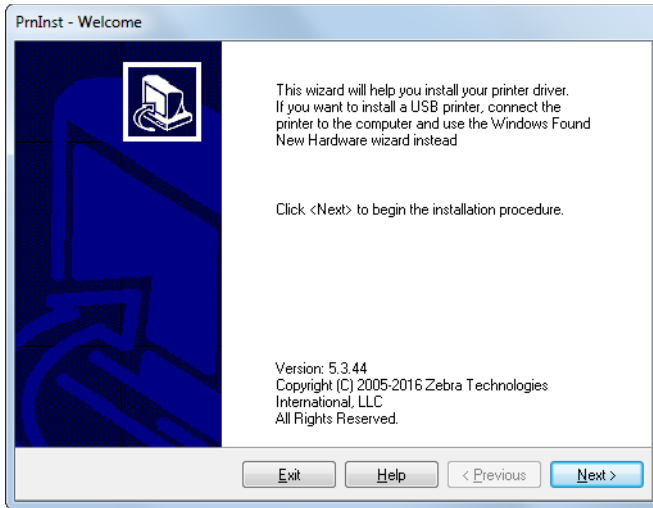 PrnInst - Welcome
This wizard will help you install your printer driver.
If you want to install a USB printer, connect the
printer to the computer and use the Windows Found
New Hardware wizard instead
Click <Next> to begin the installation procedure.
Version: 5.3.44
Copyright (C) 2005-2016 Zebra Technologies
International, LLC
All Rights Reserved.
Exit Help < Previous Next >